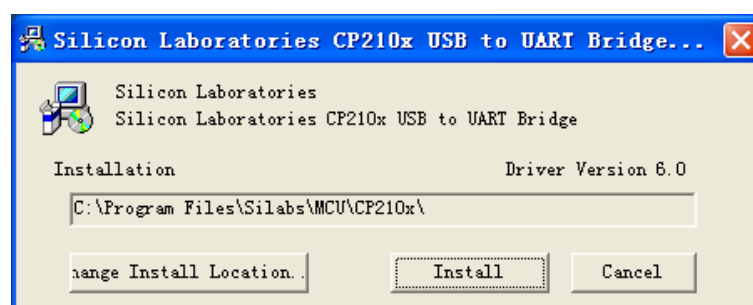 Silicon Laboratories CP210x USB to UART Bridge...
Silicon Laboratories
Silicon Laboratories CP210x USB to UART Bridge
Installation Driver Version 6.0
C:\Program Files\Silabs\MCU\CP210x\
hange Install Location.. Install Cancel